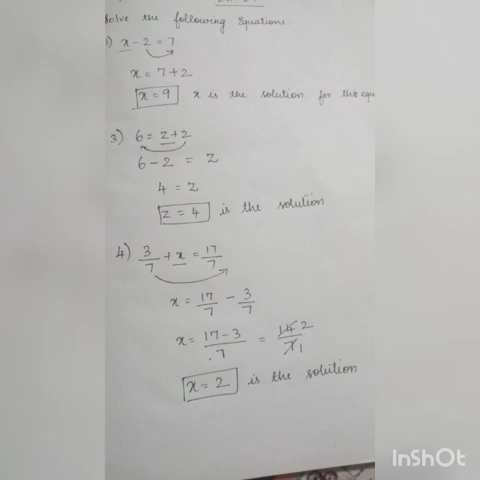 Solve the following Equations.
1) x - 2 = 7
x = 7 + 2
x = 9 x is the solution for the equ
3) 6 = z + 2
6 - 2 = z
4 = z
z = 4 is the solution
4) 3/7 + x = 17/7
x = 17/7 - 3/7
x = 17 - 3 / 7 = 14 2 / 7 1
x = 2 is the solution
InShOt